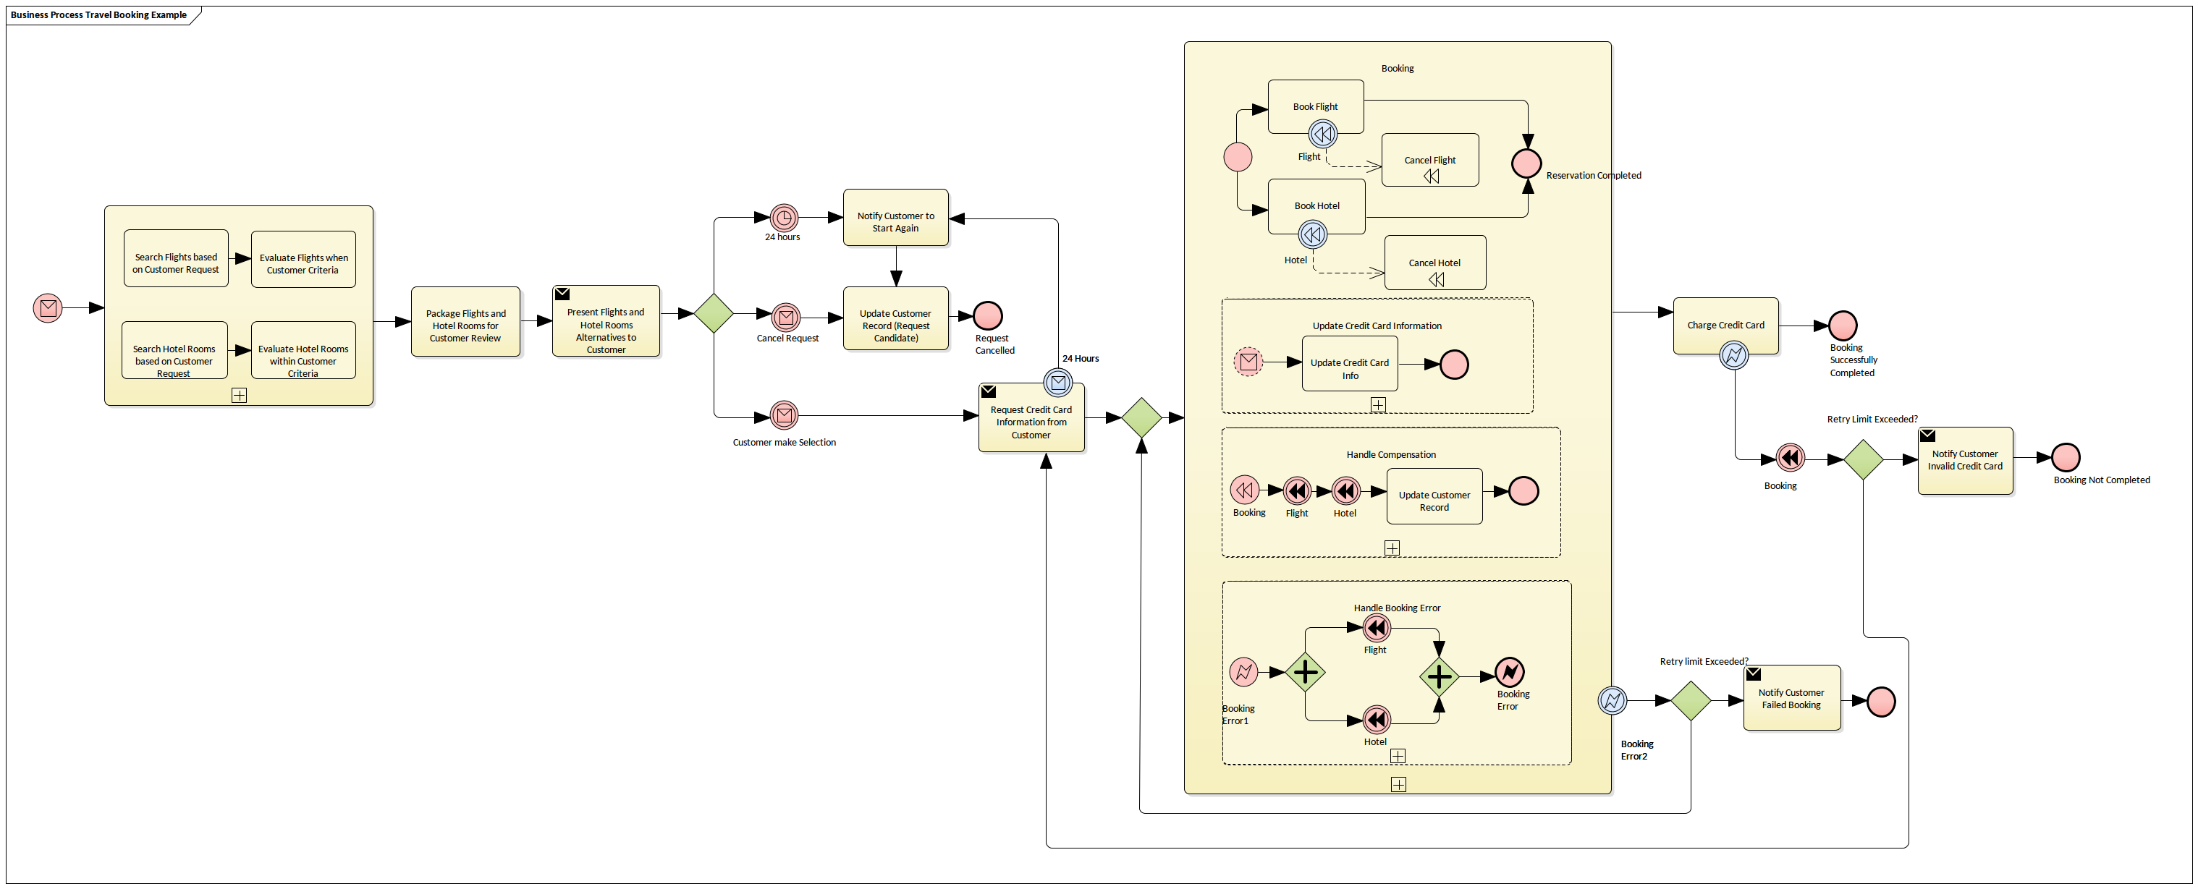 Business Process Travel Booking Example
Search Flights based
on Customer Request
Evaluate Flights when
Customer Criteria
Search Hotel Rooms
based on Customer
Request
Evaluate Hotel Rooms
within Customer
Criteria
Package Flights and
Hotel Rooms for
Customer Review
Present Flights and
Hotel Rooms
Alternatives to
Customer
24 hours
Notify Customer to
Start Again
Cancel Request
Update Customer
Record (Request
Candidate)
Request
Cancelled
Customer make Selection
24 Hours
Request Credit Card
Information from
Customer
Booking
Book Flight
Flight
Cancel Flight
Reservation Completed
Book Hotel
Hotel
Cancel Hotel
Update Credit Card Information
Update Credit Card
Info
Handle Compensation
Booking
Flight
Hotel
Update Customer
Record
Handle Booking Error
Flight
Booking
Error1
Hotel
Booking
Error
Booking
Error2
Charge Credit Card
Booking
Successfully
Completed
Booking
Retry Limit Exceeded?
Notify Customer
Invalid Credit Card
Booking Not Completed
Retry limit Exceeded?
Notify Customer
Failed Booking